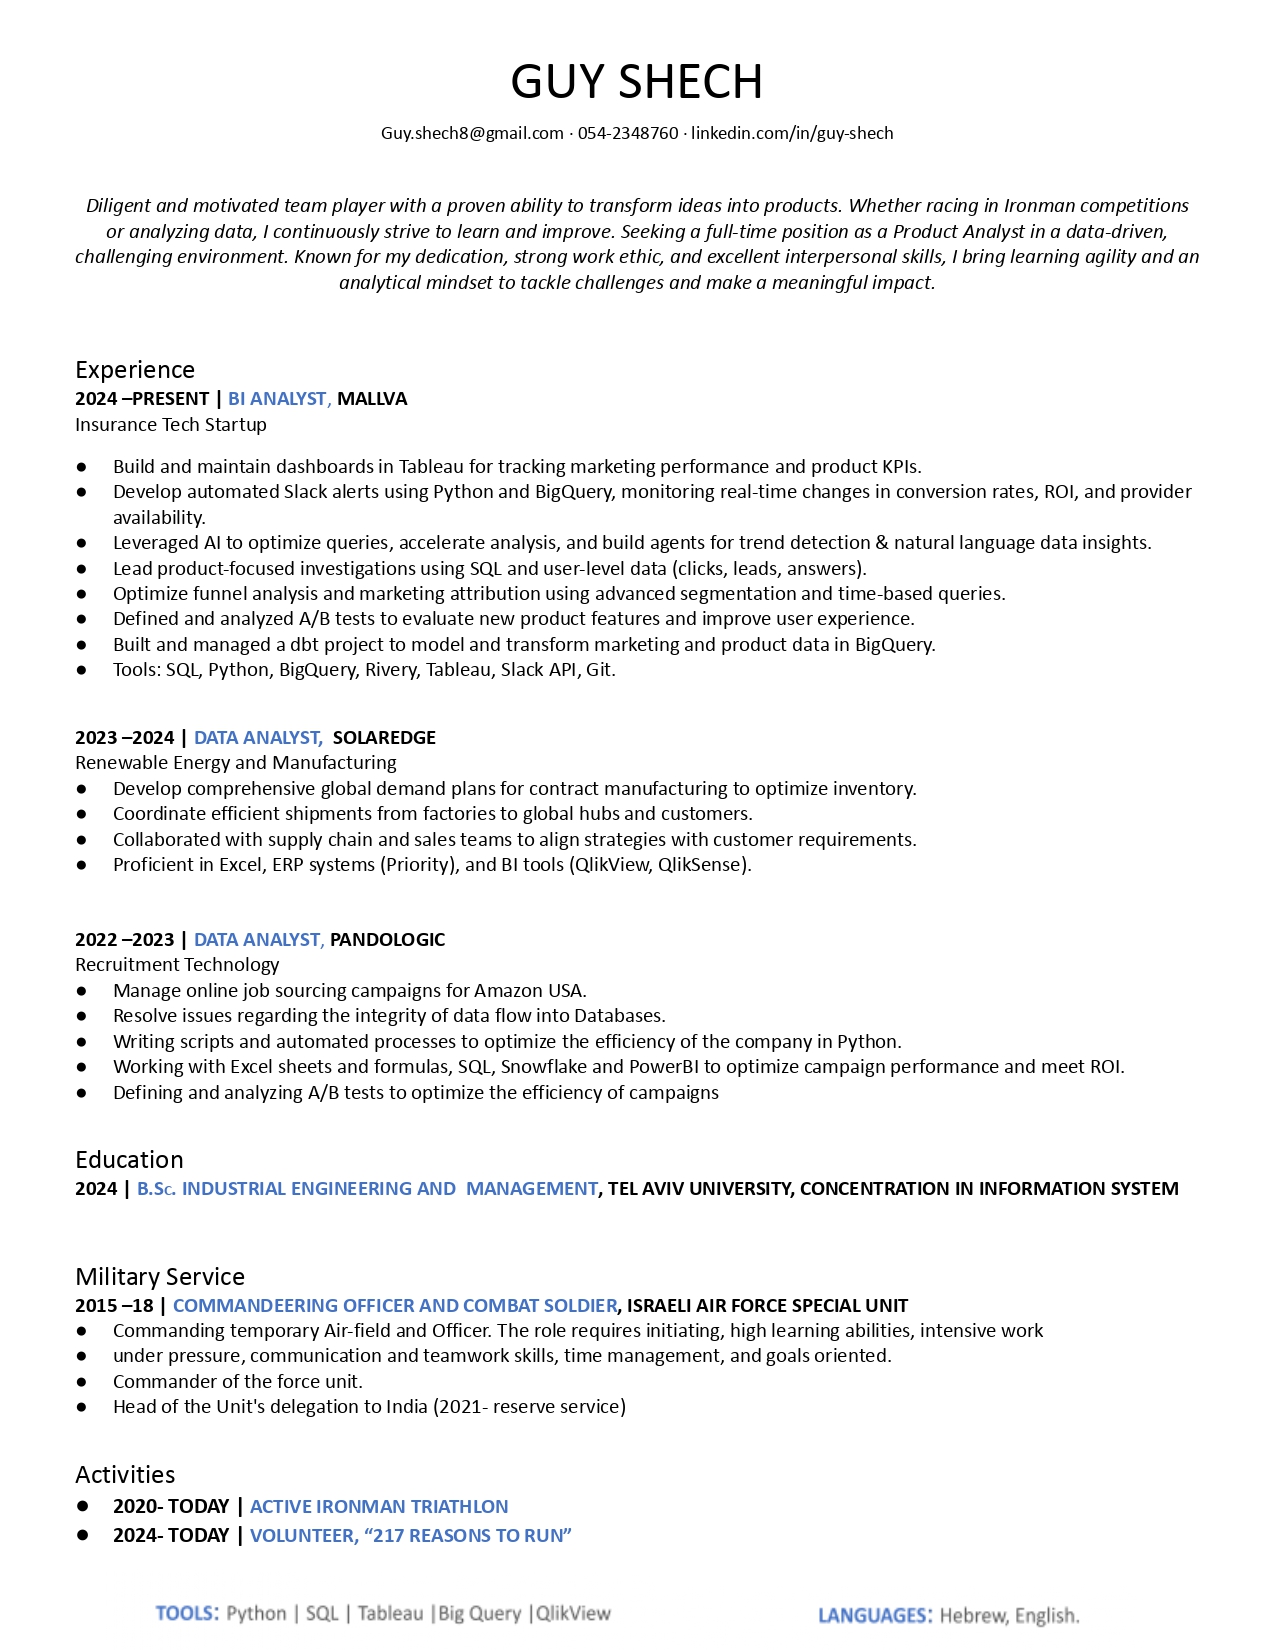 GUY SHECH
Guy.shech8@gmail.com · 054-2348760 · linkedin.com/in/guy-shech
Diligent and motivated team player with a proven ability to transform ideas into products. Whether racing in Ironman competitions
or analyzing data, I continuously strive to learn and improve. Seeking a full-time position as a Product Analyst in a data-driven,
challenging environment. Known for my dedication, strong work ethic, and excellent interpersonal skills, I bring learning agility and an
analytical mindset to tackle challenges and make a meaningful impact.
Experience
2024 –PRESENT | BI ANALYST, MALLVA
Insurance Tech Startup
● Build and maintain dashboards in Tableau for tracking marketing performance and product KPIs.
● Develop automated Slack alerts using Python and BigQuery, monitoring real-time changes in conversion rates, ROI, and provider
availability.
● Leveraged AI to optimize queries, accelerate analysis, and build agents for trend detection & natural language data insights.
● Lead product-focused investigations using SQL and user-level data (clicks, leads, answers).
● Optimize funnel analysis and marketing attribution using advanced segmentation and time-based queries.
● Defined and analyzed A/B tests to evaluate new product features and improve user experience.
● Built and managed a dbt project to model and transform marketing and product data in BigQuery.
● Tools: SQL, Python, BigQuery, Rivery, Tableau, Slack API, Git.
2023 –2024 | DATA ANALYST, SOLAREDGE
Renewable Energy and Manufacturing
● Develop comprehensive global demand plans for contract manufacturing to optimize inventory.
● Coordinate efficient shipments from factories to global hubs and customers.
● Collaborated with supply chain and sales teams to align strategies with customer requirements.
● Proficient in Excel, ERP systems (Priority), and BI tools (QlikView, QlikSense).
2022 –2023 | DATA ANALYST, PANDOLOGIC
Recruitment Technology
● Manage online job sourcing campaigns for Amazon USA.
● Resolve issues regarding the integrity of data flow into Databases.
● Writing scripts and automated processes to optimize the efficiency of the company in Python.
● Working with Excel sheets and formulas, SQL, Snowflake and PowerBI to optimize campaign performance and meet ROI.
● Defining and analyzing A/B tests to optimize the efficiency of campaigns
Education
2024 | B.Sc. INDUSTRIAL ENGINEERING AND MANAGEMENT, TEL AVIV UNIVERSITY, CONCENTRATION IN INFORMATION SYSTEM
Military Service
2015 –18 | COMMANDEERING OFFICER AND COMBAT SOLDIER, ISRAELI AIR FORCE SPECIAL UNIT
● Commanding temporary Air-field and Officer. The role requires initiating, high learning abilities, intensive work
● under pressure, communication and teamwork skills, time management, and goals oriented.
● Commander of the force unit.
● Head of the Unit's delegation to India (2021- reserve service)
Activities
● 2020- TODAY | ACTIVE IRONMAN TRIATHLON
● 2024- TODAY | VOLUNTEER, “217 REASONS TO RUN”
TOOLS: Python | SQL | Tableau |Big Query |QlikView
LANGUAGES: Hebrew, English.